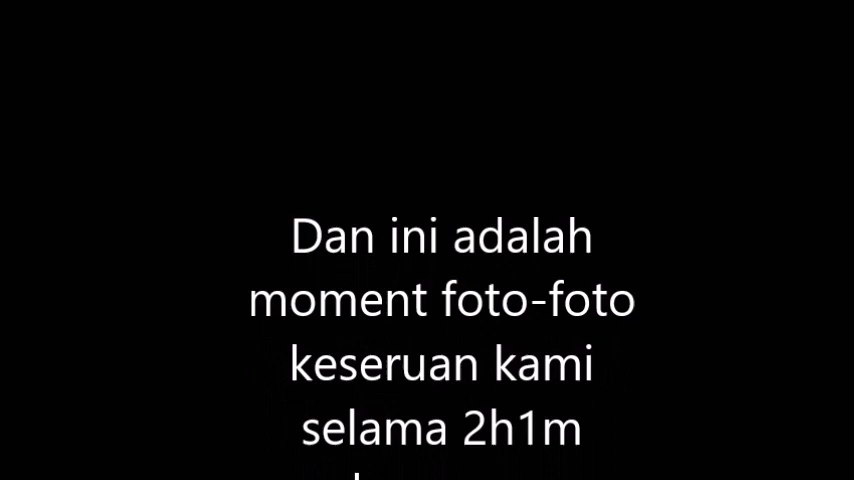 Dan ini adalah
moment foto-foto
keseruan kami
selama 2h1m